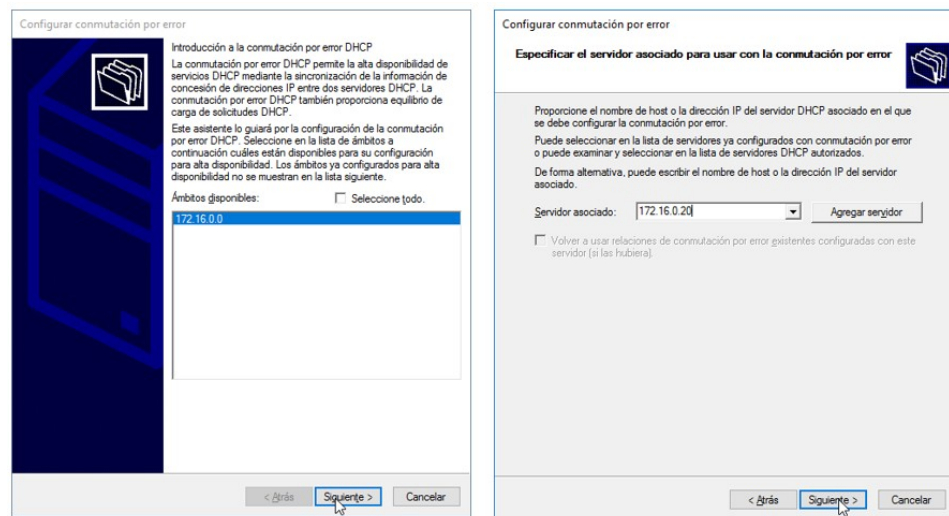 Configurar conmutación por error
Introducción a la conmutación por error DHCP
La conmutación por error DHCP permite la alta disponibilidad de
servicios DHCP mediante la sincronización de la información de
concesión de direcciones IP entre dos servidores DHCP. La
conmutación por error DHCP también proporciona equilibrio de
carga de solicitudes DHCP.
Este asistente lo guiará por la configuración de la conmutación
por error DHCP. Seleccione en la lista de ámbitos a
continuación cuáles están disponibles para su configuración
para alta disponibilidad. Los ámbitos ya configurados para alta
disponibilidad no se muestran en la lista siguiente.
Ámbitos disponibles:
Seleccione todo.
172.16.0.0
< Atrás
Siguiente >
Cancelar
Configurar conmutación por error
Especificar el servidor asociado para usar con la conmutación por error
Proporcione el nombre de host o la dirección IP del servidor DHCP asociado en el que
se debe configurar la conmutación por error.
Puede seleccionar en la lista de servidores ya configurados con conmutación por error
o puede examinar y seleccionar en la lista de servidores DHCP autorizados.
De forma alternativa, puede escribir el nombre de host o la dirección IP del servidor
asociado.
Servidor asociado:
172.16.0.20
Agregar servidor
Volver a usar relaciones de conmutación por error existentes configuradas con este
servidor (si las hubiera).
< Atrás
Siguiente >
Cancelar